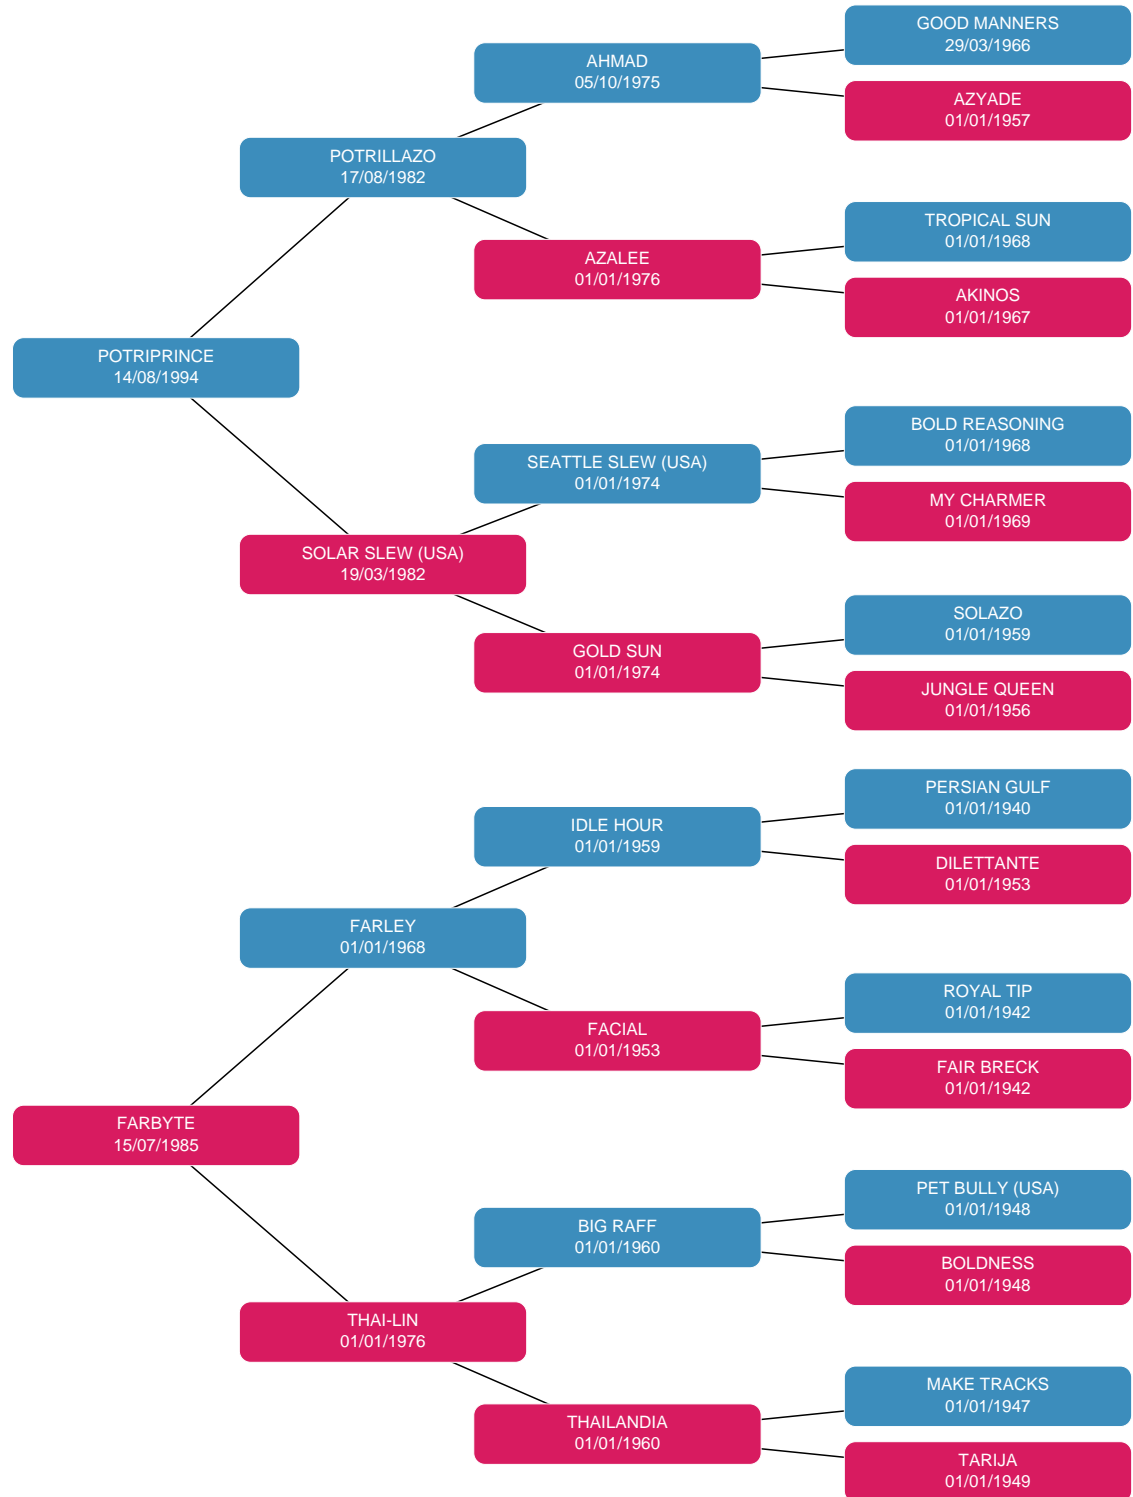 GOOD MANNERS
29/03/1966
AHMAD
05/10/1975
AZYADE
01/01/1957
POTRILLAZO
17/08/1982
TROPICAL SUN
01/01/1968
AZALEE
01/01/1976
AKINOS
01/01/1967
POTRIPRINCE
14/08/1994
BOLD REASONING
01/01/1968
SEATTLE SLEW (USA)
01/01/1974
MY CHARMER
01/01/1969
SOLAR SLEW (USA)
19/03/1982
SOLAZO
01/01/1959
GOLD SUN
01/01/1974
JUNGLE QUEEN
01/01/1956
PERSIAN GULF
01/01/1940
IDLE HOUR
01/01/1959
DILETTANTE
01/01/1953
FARLEY
01/01/1968
ROYAL TIP
01/01/1942
FACIAL
01/01/1953
FAIR BRECK
01/01/1942
FARBYTE
15/07/1985
PET BULLY (USA)
01/01/1948
BIG RAFF
01/01/1960
BOLDNESS
01/01/1948
THAI-LIN
01/01/1976
MAKE TRACKS
01/01/1947
THAILANDIA
01/01/1960
TARIJA
01/01/1949